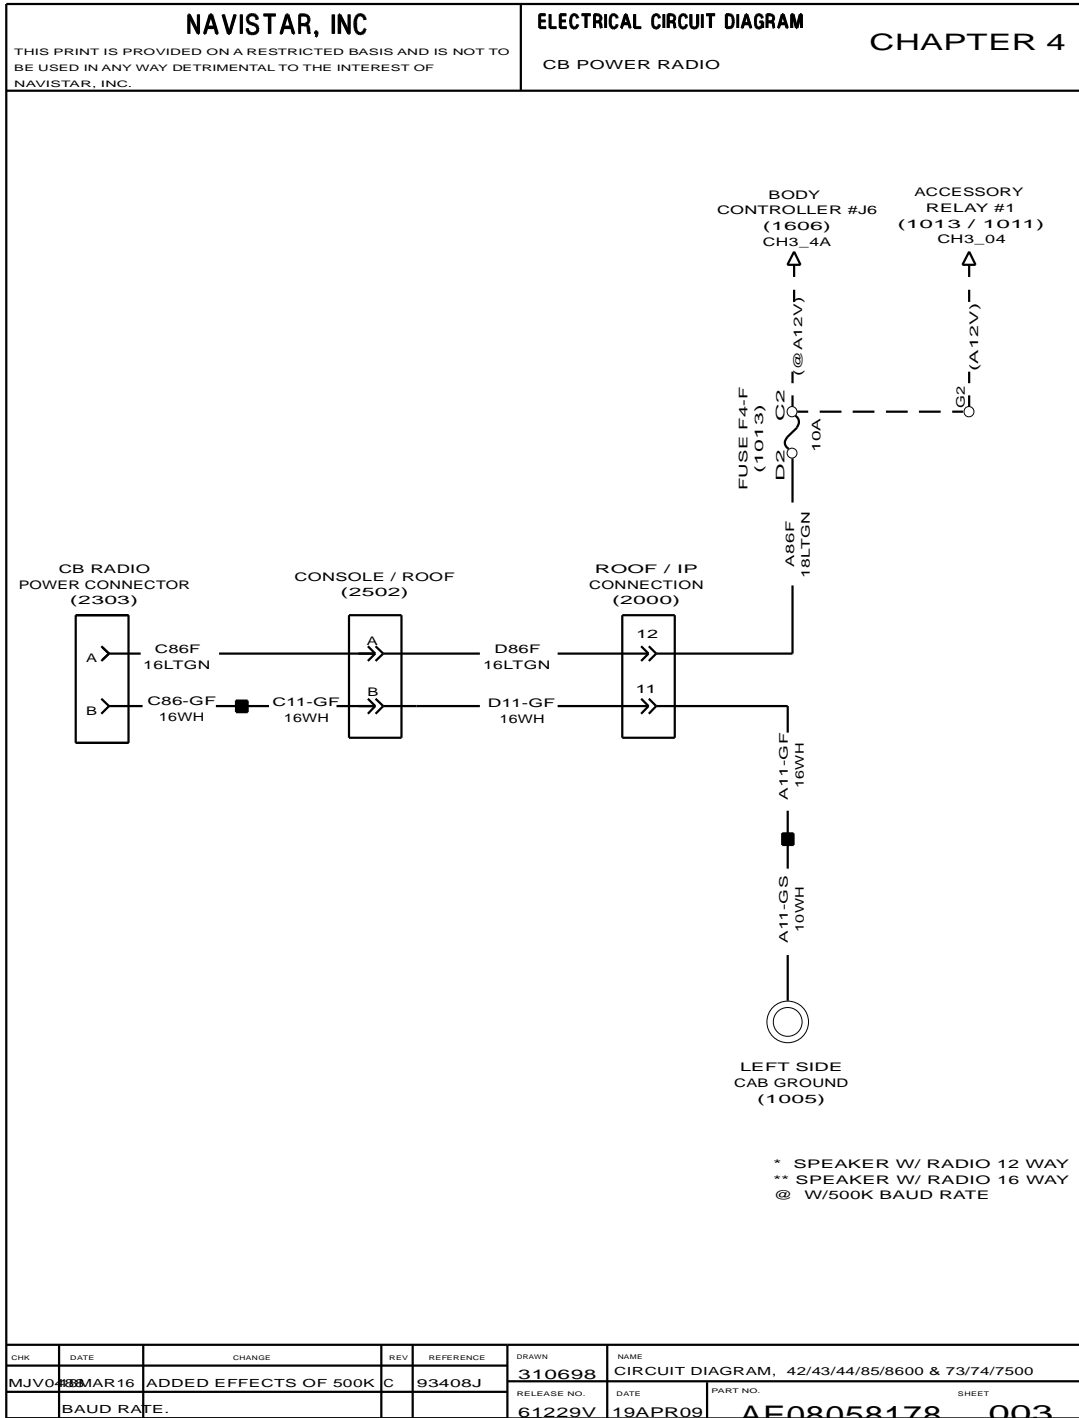 NAVISTAR, INC
THIS PRINT IS PROVIDED ON A RESTRICTED BASIS AND IS NOT TO
BE USED IN ANY WAY DETRIMENTAL TO THE INTEREST OF
NAVISTAR, INC.
ELECTRICAL CIRCUIT DIAGRAM
CB POWER RADIO
CHAPTER 4
BODY
CONTROLLER #J6
(1606)
CH3_4A
ACCESSORY
RELAY #1
(1013 / 1011)
CH3_04
(@A12V)
(A12V)
FUSE F4-F
(1013)
C2
D2
10A
G2
A86F
18LTGN
CB RADIO
POWER CONNECTOR
(2303)
CONSOLE / ROOF
(2502)
ROOF / IP
CONNECTION
(2000)
A
C86F
16LTGN
A
D86F
16LTGN
12
B
C86-GF
16WH
C11-GF
16WH
B
D11-GF
16WH
11
A11-GF
16WH
A11-GS
10WH
LEFT SIDE
CAB GROUND
(1005)
* SPEAKER W/ RADIO 12 WAY
** SPEAKER W/ RADIO 16 WAY
@ W/500K BAUD RATE
CHK DATE CHANGE REV REFERENCE
ADDED EFFECTS OF 500K C 93408J
BAUD RATE.
DRAWN
310698
NAME
CIRCUIT DIAGRAM, 42/43/44/85/8600 & 73/74/7500
RELEASE NO.
61229V
DATE
19APR09
PART NO.
AE08058178
SHEET
003